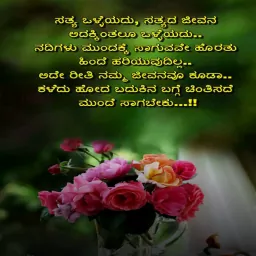 ಸತ್ಯ ಒಳ್ಳೆಯದು, ಸತ್ಯದ ಜೀವನ
ಅದಕ್ಕಿಂತಲೂ ಒಳ್ಳೆಯದು..
ನದಿಗಳು ಮುಂದಕ್ಕೆ ಸಾಗುವವೇ ಹೊರತು
ಹಿಂದೆ ಹರಿಯುವುದಿಲ್ಲ..
ಅದೇ ರೀತಿ ನಮ್ಮ ಜೀವನವೂ ಕೂಡಾ..
ಕಳೆದು ಹೋದ ಬದುಕಿನ ಬಗ್ಗೆ ಚಿಂತಿಸದೆ
ಮುಂದೆ ಸಾಗಬೇಕು...!!